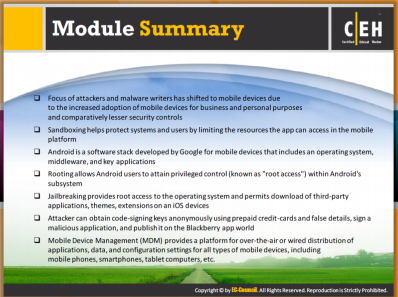 Module Summary
C|EH
Certified Ethical Hacker
❑ Focus of attackers and malware writers has shifted to mobile devices due
to the increased adoption of mobile devices for business and personal purposes
and comparatively lesser security controls
❑ Sandboxing helps protect systems and users by limiting the resources the app can access in the mobile
platform
❑ Android is a software stack developed by Google for mobile devices that includes an operating system,
middleware, and key applications
❑ Rooting allows Android users to attain privileged control (known as "root access") within Android's
subsystem
❑ Jailbreaking provides root access to the operating system and permits download of third-party
applications, themes, extensions on an iOS devices
❑ Attacker can obtain code-signing keys anonymously using prepaid credit-cards and false details, sign a
malicious application, and publish it on the Blackberry app world
❑ Mobile Device Management (MDM) provides a platform for over-the-air or wired distribution of
applications, data, and configuration settings for all types of mobile devices, including
mobile phones, smartphones, tablet computers, etc.
Copyright © by EC-Council. All Rights Reserved. Reproduction is Strictly Prohibited.